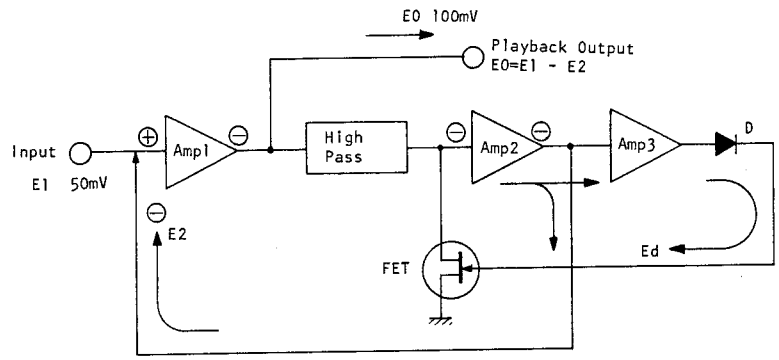 E0 100mV
Playback Output
E0=E1 - E2
Input
E1 50mV
⊕
Amp1
⊖
High
Pass
⊖
Amp2
⊖
Amp3
D
⊖
E2
FET
Ed